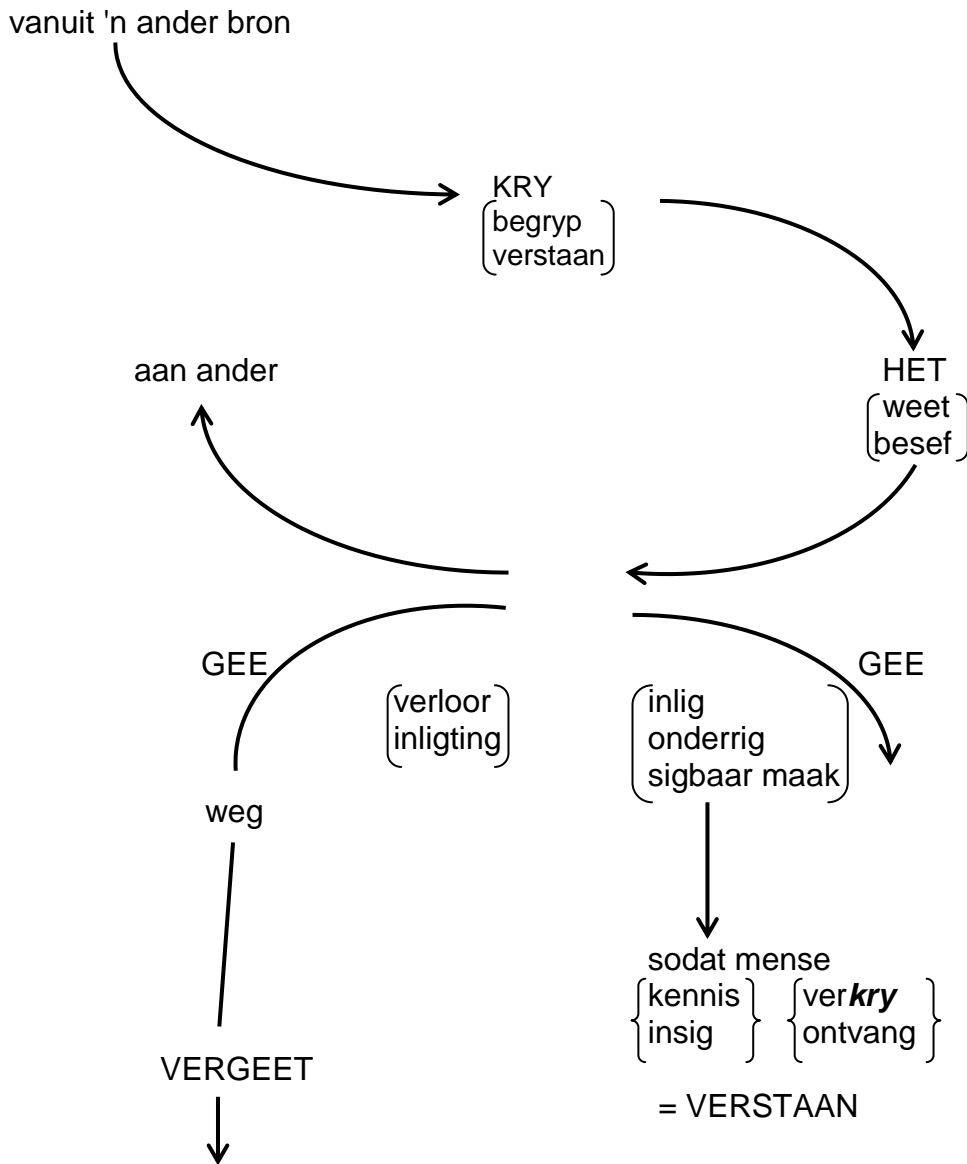 vanuit 'n ander bron
KRY
begryp
verstaan
aan ander
HET
weet
besef
GEE
GEE
verloor
inligting
inlig
onderrig
sigbaar maak
weg
sodat mense
kennis
insig
verkry
ontvang
VERGEET
= VERSTAAN